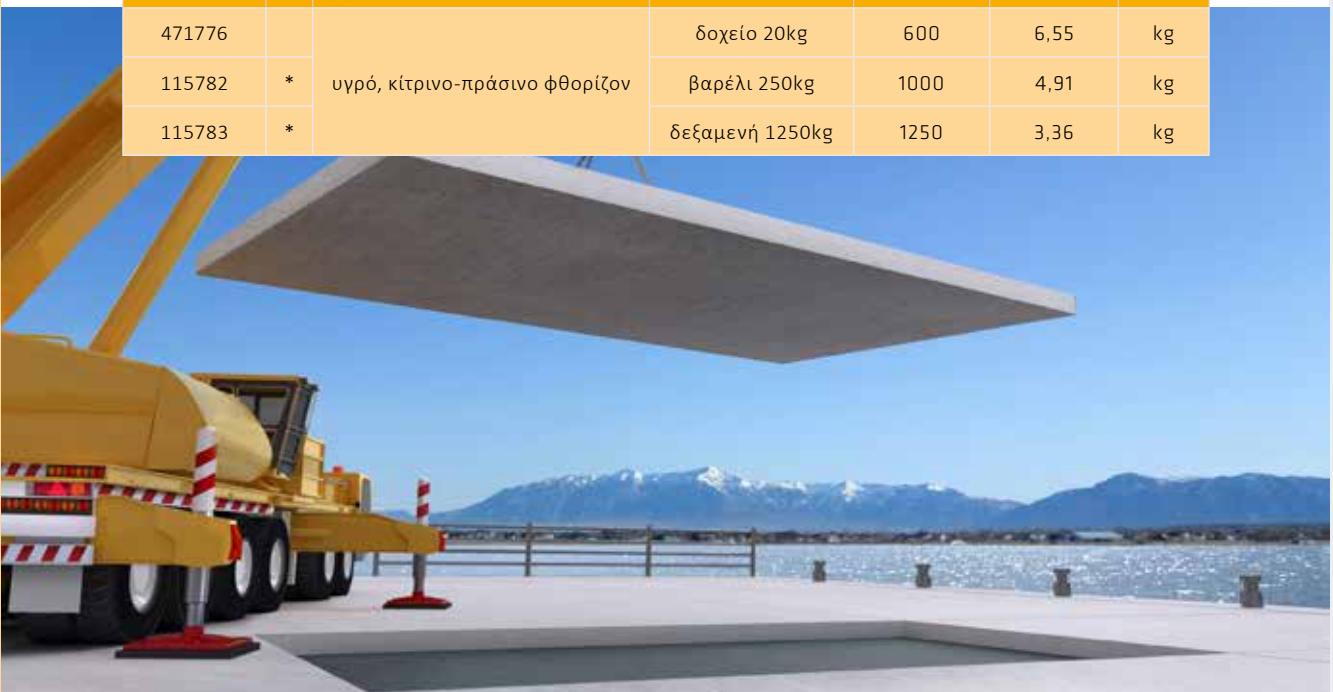 471776 δοχείο 20kg 600 6,55 kg
115782 * υγρό, κίτρινο-πράσινο φθορίζον βαρέλι 250kg 1000 4,91 kg
115783 * δεξαμενή 1250kg 1250 3,36 kg